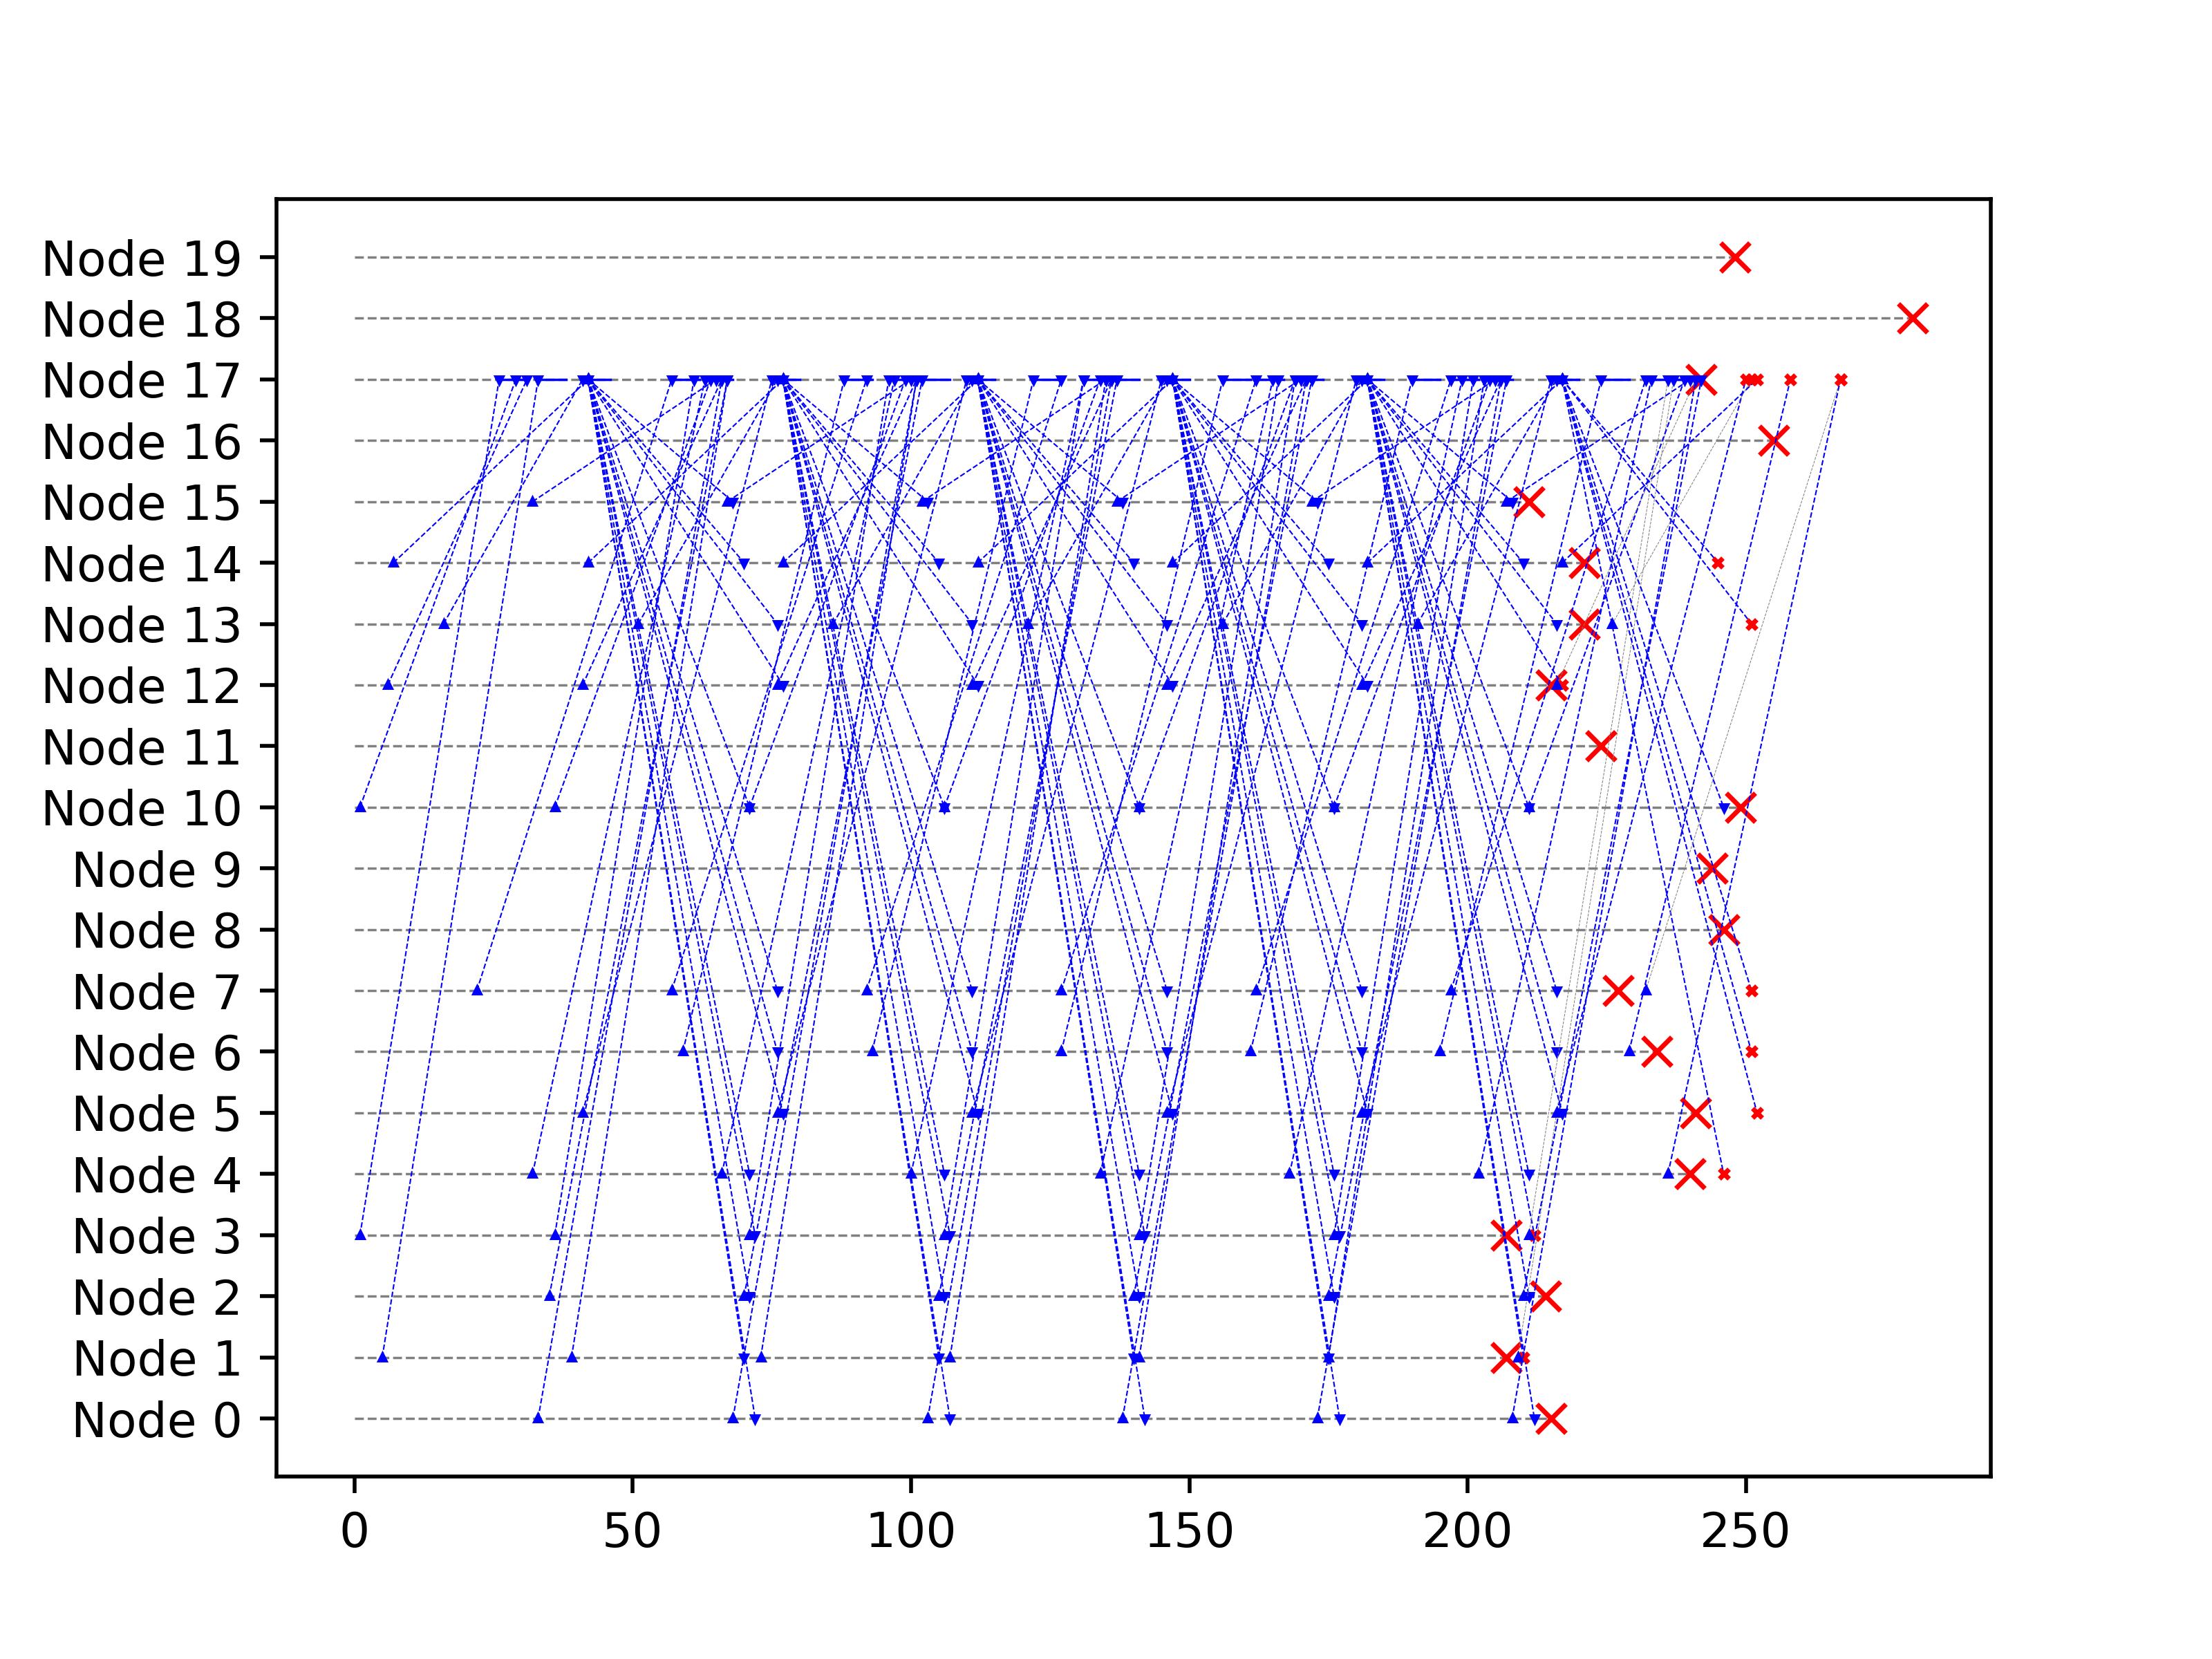 Node 19
Node 18
Node 17
Node 16
Node 15
Node 14
Node 13
Node 12
Node 11
Node 10
Node 9
Node 8
Node 7
Node 6
Node 5
Node 4
Node 3
Node 2
Node 1
Node 0
0 50 100 150 200 250